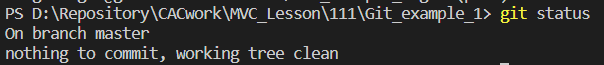 PS D:\Repository\CACwork\MVC_Lesson\111\Git_example_1> git status
On branch master
nothing to commit, working tree clean